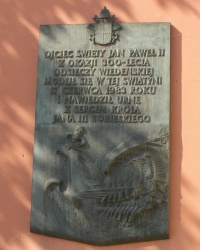 OJCIEC ŚWIĘTY JAN PAWEŁ II
Z OKAZJI 300-LECIA
ODSIECZY WIEDEŃSKIEJ
MODLIŁ SIĘ W TEJ ŚWIĄTYNI
17 CZERWCA 1983 ROKU
I NAWIEDZIŁ URNĘ
Z SERCEM KRÓLA
JANA III SOBIESKIEGO